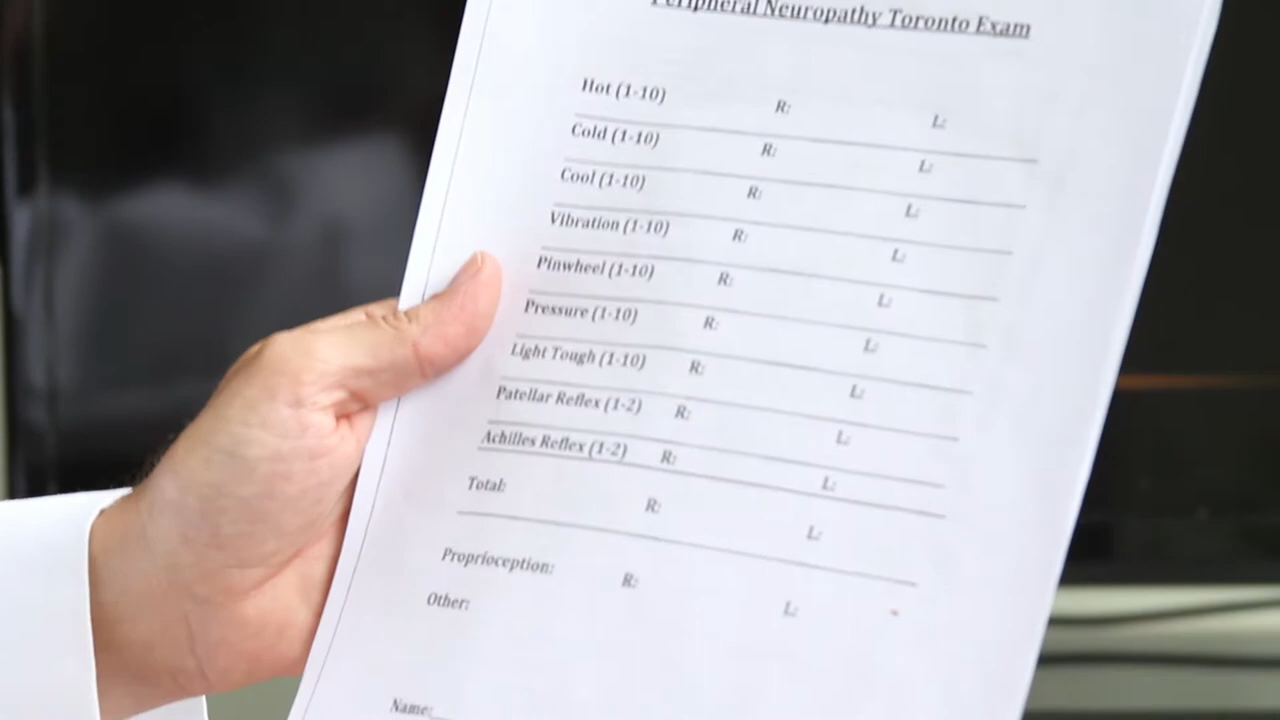 Peripheral Neuropathy Toronto Exam
Hot (1-10) R: L:
Cold (1-10) R: L:
Cool (1-10) R: L:
Vibration (1-10) R: L:
Pinwheel (1-10) R: L:
Pressure (1-10) R: L:
Light Tough (1-10) R: L:
Patellar Reflex (1-2) R: L:
Achilles Reflex (1-2) R: L:
Total: R: L:
Proprioception: R: L:
Other:
Name: